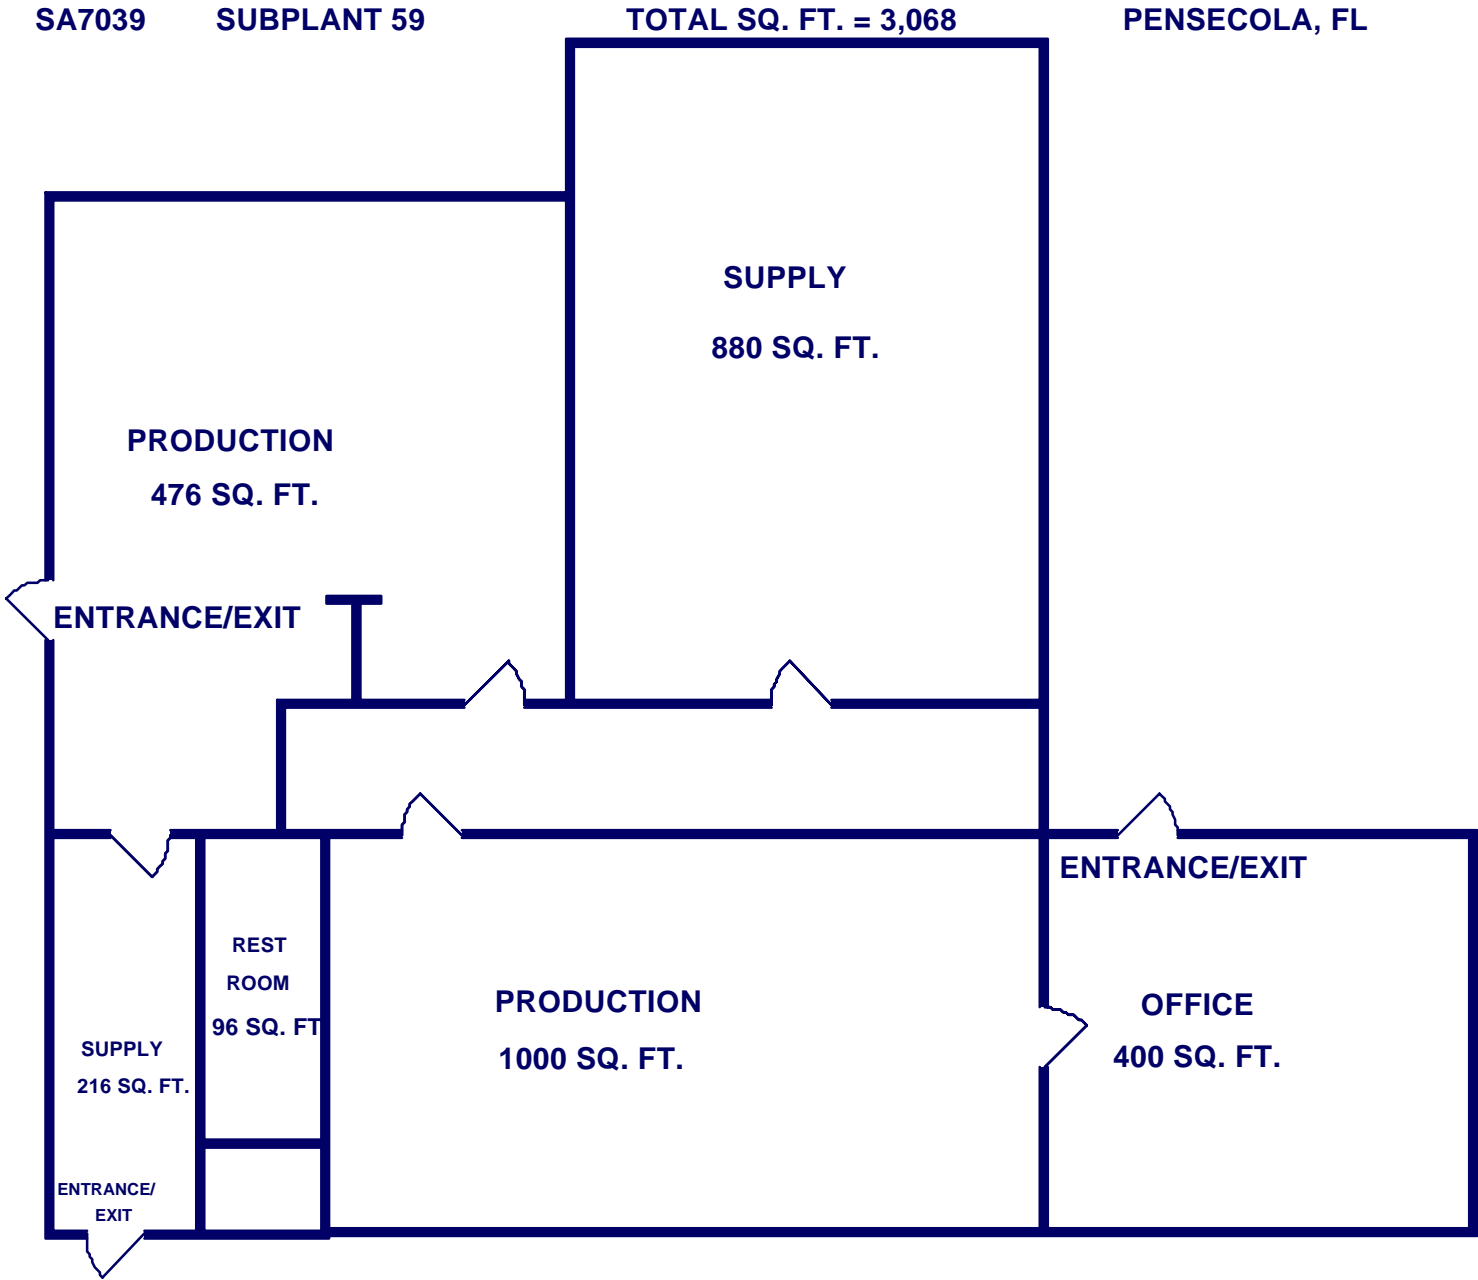 SA7039 SUBPLANT 59 TOTAL SQ. FT. = 3,068 PENSECOLA, FL
SUPPLY
880 SQ. FT.
PRODUCTION
476 SQ. FT.
ENTRANCE/EXIT
ENTRANCE/EXIT
REST
ROOM
96 SQ. FT
SUPPLY
216 SQ. FT.
ENTRANCE/
EXIT
PRODUCTION
1000 SQ. FT.
OFFICE
400 SQ. FT.